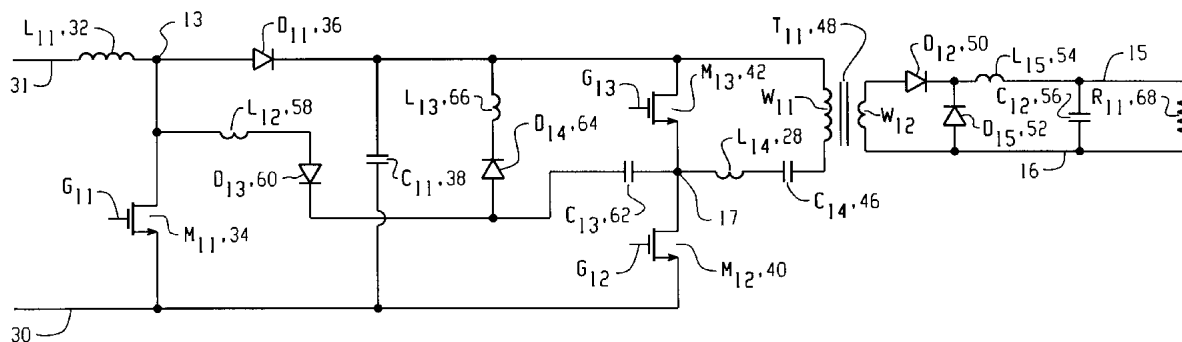 L11,32
13
D11,36
T11,48
D12,50
L15,54
15
31
G13
M13,42
W11
W12
C12,56
R11,68
L12,58
L13,66
D14,64
L14,28
D15,52
16
D13,60
C11,38
C13,62
17
C14,46
G11
M11,34
G12
M12,40
30